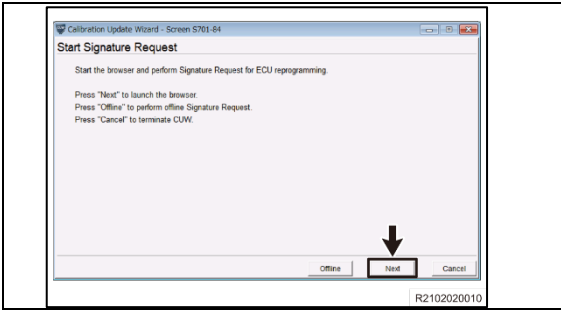 Calibration Update Wizard - Screen S701-64
Start Signature Request
Start the browser and perform Signature Request for ECU reprogramming.
Press "Next" to launch the browser.
Press "Offline" to perform offline Signature Request.
Press "Cancel" to terminate CUW.
Offline Next Cancel
R2102020010